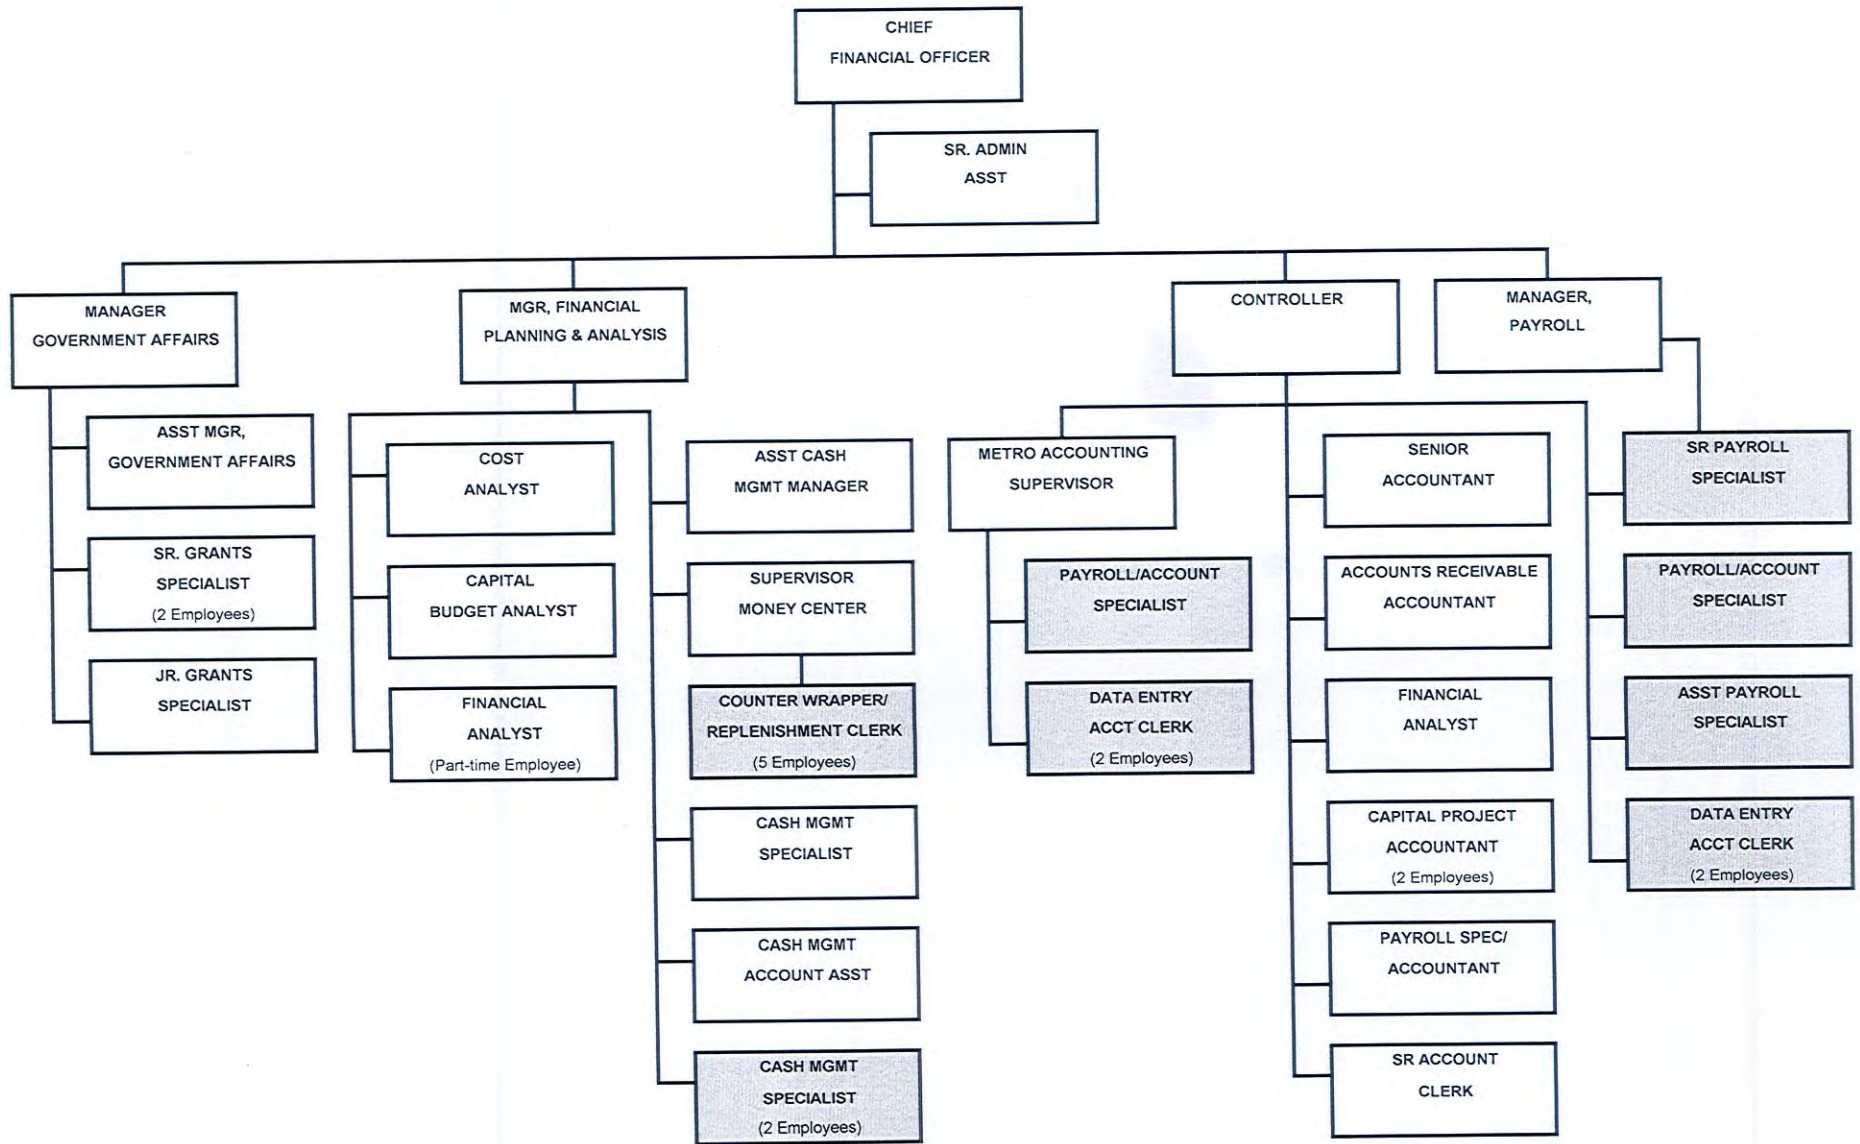 CHIEF
FINANCIAL OFFICER
SR. ADMIN
ASST
MANAGER
GOVERNMENT AFFAIRS
ASST MGR,
GOVERNMENT AFFAIRS
SR. GRANTS
SPECIALIST
(2 Employees)
JR. GRANTS
SPECIALIST
MGR, FINANCIAL
PLANNING & ANALYSIS
COST
ANALYST
CAPITAL
BUDGET ANALYST
FINANCIAL
ANALYST
(Part-time Employee)
ASST CASH
MGMT MANAGER
SUPERVISOR
MONEY CENTER
COUNTER WRAPPER/
REPLENISHMENT CLERK
(5 Employees)
CASH MGMT
SPECIALIST
CASH MGMT
ACCOUNT ASST
CASH MGMT
SPECIALIST
(2 Employees)
CONTROLLER
METRO ACCOUNTING
SUPERVISOR
PAYROLL/ACCOUNT
SPECIALIST
DATA ENTRY
ACCT CLERK
(2 Employees)
SENIOR
ACCOUNTANT
ACCOUNTS RECEIVABLE
ACCOUNTANT
FINANCIAL
ANALYST
CAPITAL PROJECT
ACCOUNTANT
(2 Employees)
PAYROLL SPEC/
ACCOUNTANT
SR ACCOUNT
CLERK
MANAGER,
PAYROLL
SR PAYROLL
SPECIALIST
PAYROLL/ACCOUNT
SPECIALIST
ASST PAYROLL
SPECIALIST
DATA ENTRY
ACCT CLERK
(2 Employees)